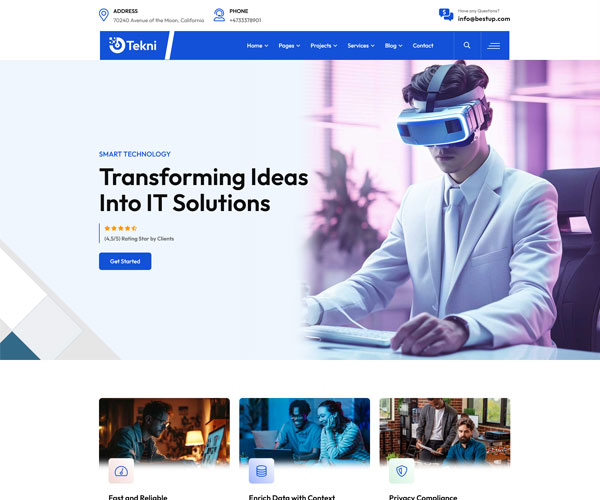 ADDRESS
70240 Avenue of the Moon, California
PHONE
+4733378901
Have any Questions?
info@bestup.com
Tekni
Home Pages Projects Services Blog Contact
SMART TECHNOLOGY
Transforming Ideas
Into IT Solutions
(4.5/5) Rating Star by Clients
Get Started
Fast and Reliable
Enrich Data with Context
Privacy Compliance